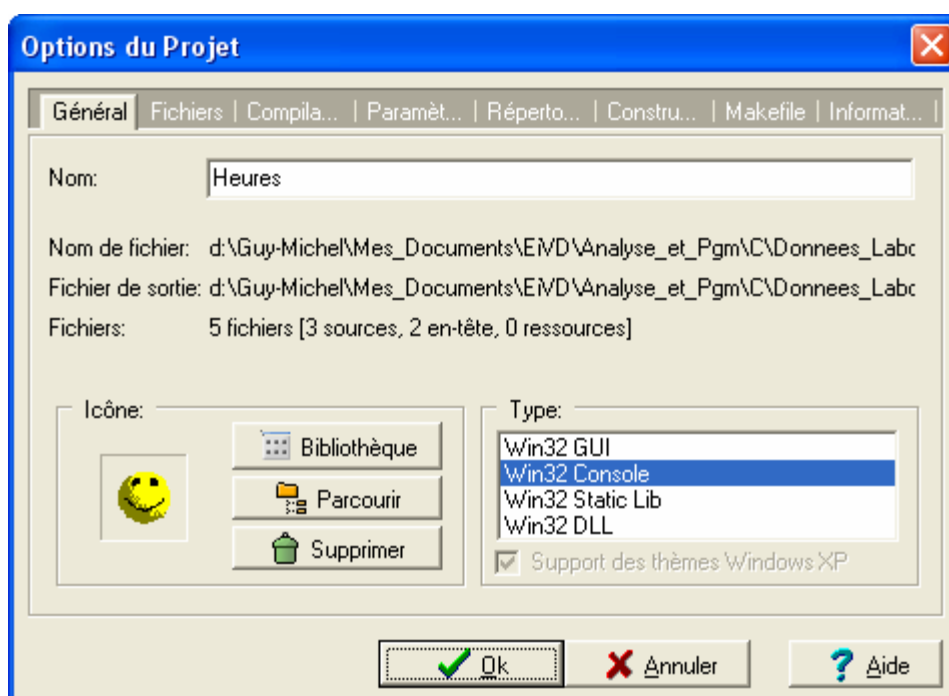 Options du Projet
Général Fichiers | Compila... | Paramèt... | Réperto... | Constru... | Makefile | Informat... |
Nom: Heures
Nom de fichier: d:\Guy-Michel\Mes_Documents\EiVD\Analyse_et_Pgm\C\Donnees_Labc
Fichier de sortie: d:\Guy-Michel\Mes_Documents\EiVD\Analyse_et_Pgm\C\Donnees_Labc
Fichiers: 5 fichiers [3 sources, 2 en-tête, 0 ressources]
Icône:
Bibliothèque
Parcourir
Supprimer
Type:
Win32 GUI
Win32 Console
Win32 Static Lib
Win32 DLL
Support des thèmes Windows XP
Ok Annuler Aide